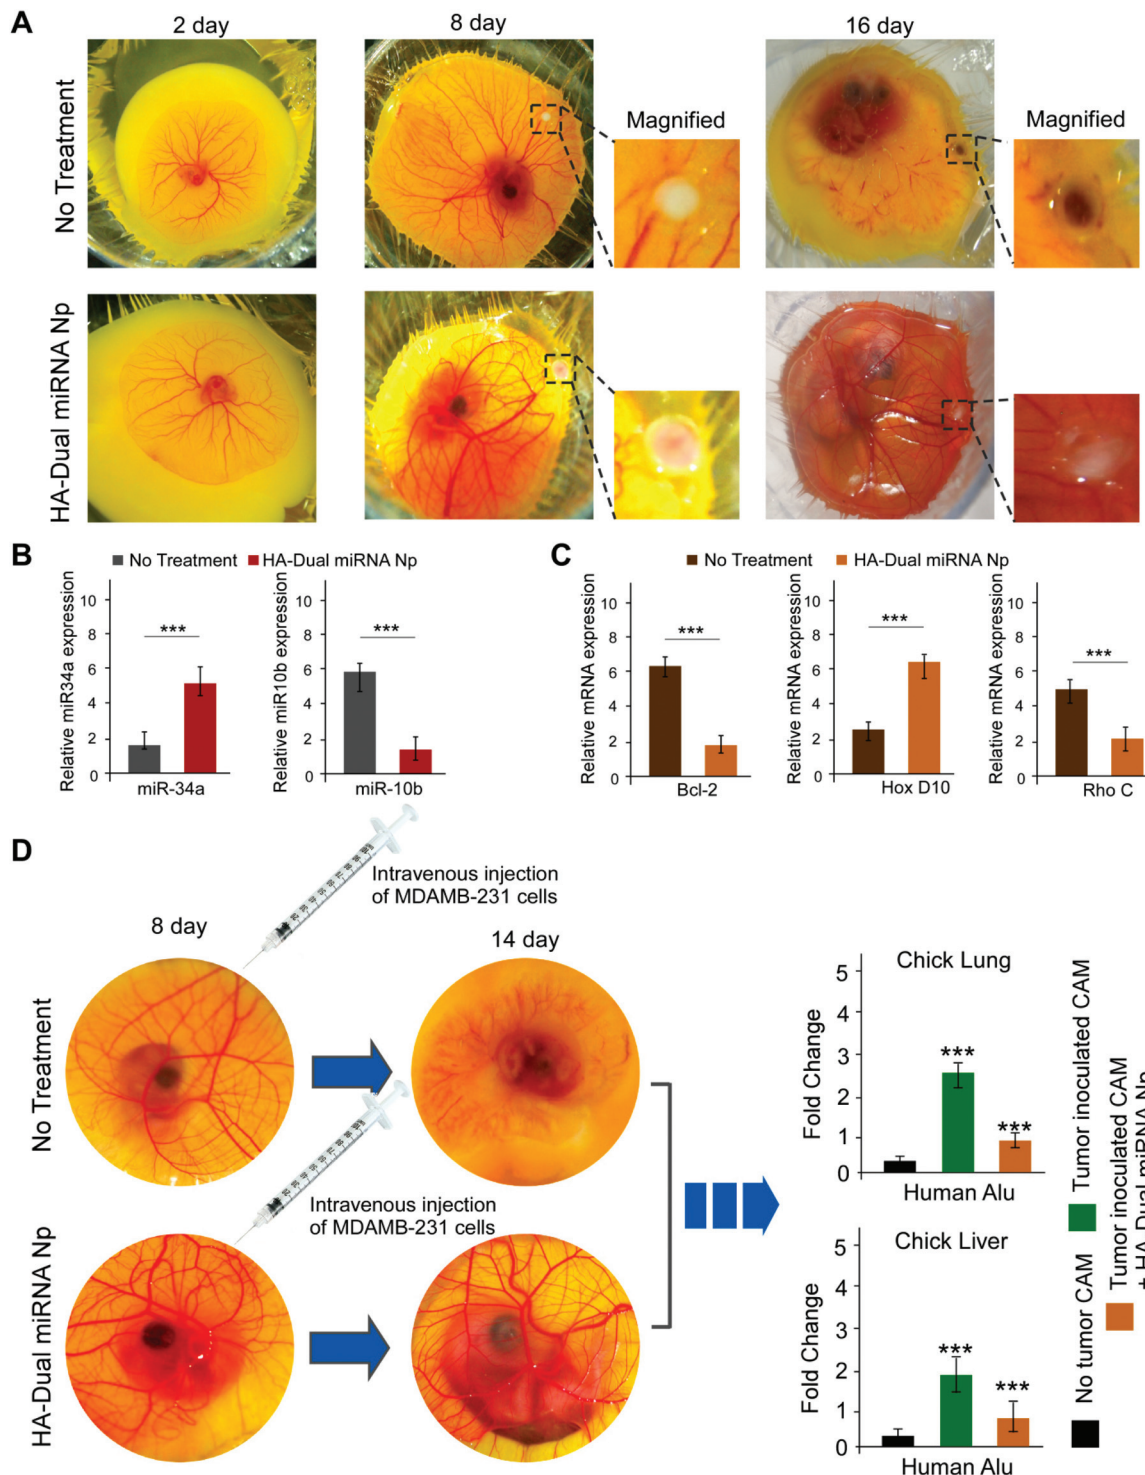 A
2 day
8 day
16 day
No Treatment
Magnified
Magnified
HA-Dual miRNA Np
B
No Treatment
HA-Dual miRNA Np
Relative miR34a expression
10
8
6
4
2
0
***
miR-34a
Relative miR10b expression
10
8
6
4
2
0
***
miR-10b
C
No Treatment
HA-Dual miRNA Np
Relative mRNA expression
10
8
6
4
2
0
***
Bcl-2
Relative mRNA expression
10
8
6
4
2
0
***
Hox D10
Relative mRNA expression
10
8
6
4
2
0
***
Rho C
D
Intravenous injection
of MDAMB-231 cells
8 day
14 day
No Treatment
Intravenous injection
of MDAMB-231 cells
HA-Dual miRNA Np
Chick Lung
Fold Change
5
4
3
2
1
0
***
***
Human Alu
Chick Liver
Fold Change
5
4
3
2
1
0
***
***
Human Alu
No tumor CAM
Tumor inoculated CAM
Tumor inoculated CAM
+ HA-Dual miRNA Np